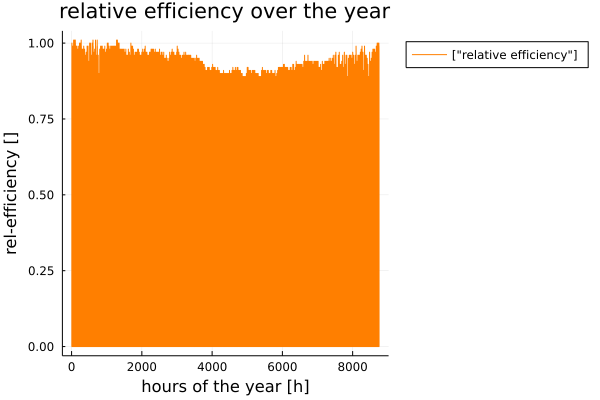 relative efficiency over the year
["relative efficiency"]
rel-efficiency []
1.00
0.75
0.50
0.25
0.00
0
2000
4000
6000
8000
hours of the year [h]